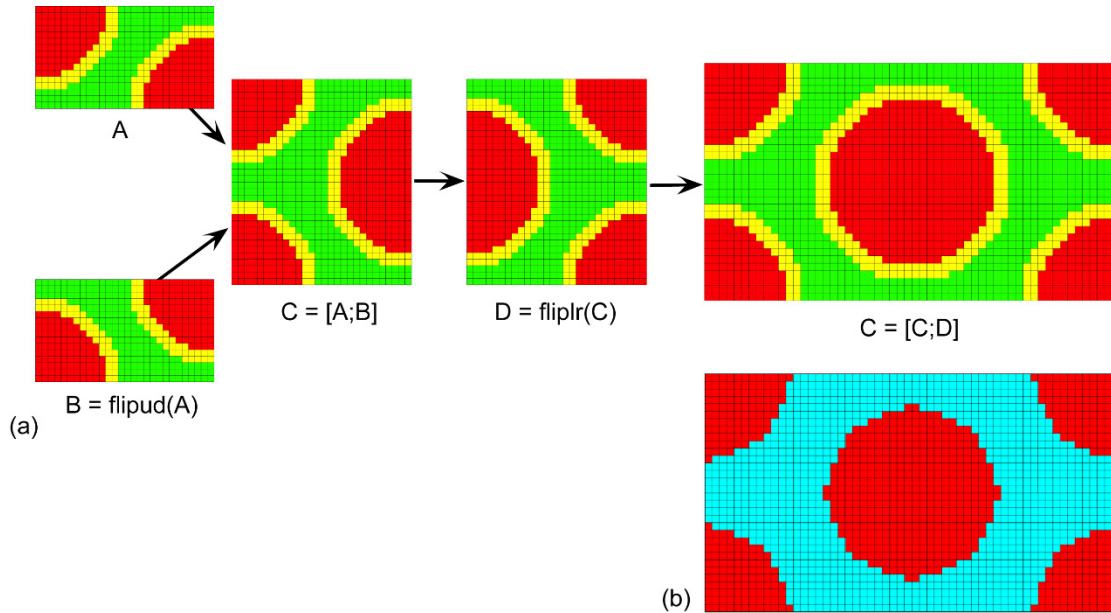 A
C = [A;B]
D = fliplr(C)
C = [C;D]
B = flipud(A)
(a)
(b)